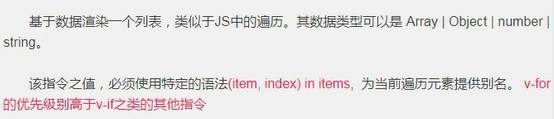 基于数据渲染一个列表，类似于JS中的遍历。其数据类型可以是 Array | Object | number |
string。
该指令之值，必须使用特定的语法(item, index) in items, 为当前遍历元素提供别名。 v-for
的优先级别高于v-if之类的其他指令